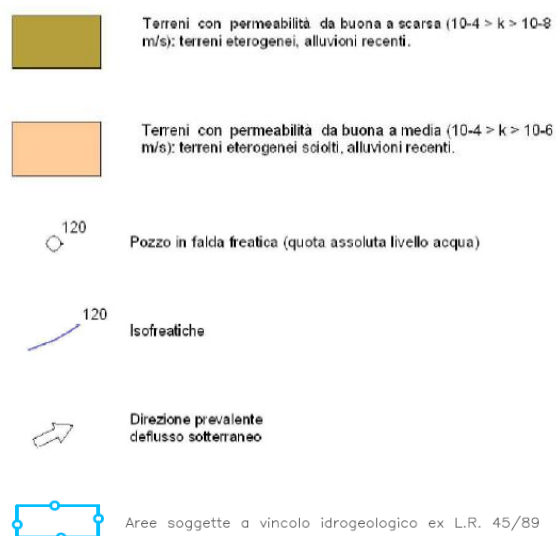 Terreni con permeabilità da buona a scarsa (10-4 > k > 10-8
m/s): terreni eterogenei, alluvioni recenti.
Terreni con permeabilità da buona a media (10-4 > k > 10-6
m/s): terreni eterogenei sciolti, alluvioni recenti.
120
Pozzo in falda freatica (quota assoluta livello acqua)
120
Isofreatiche
Direzione prevalente
deflusso sotterraneo
Aree soggette a vincolo idrogeologico ex L.R. 45/89